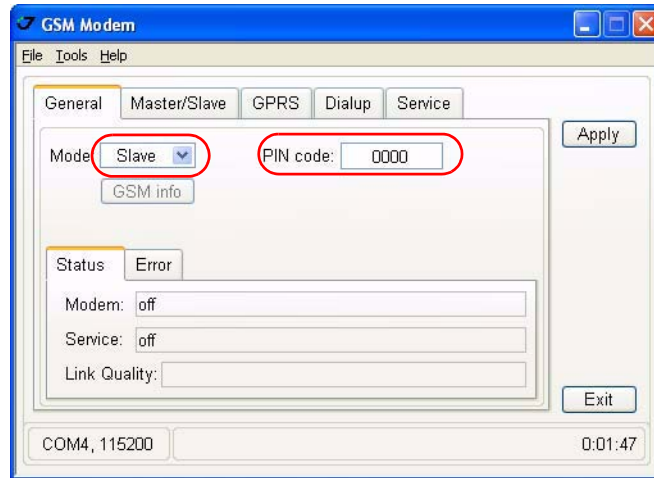 GSM Modem
File Tools Help
General Master/Slave GPRS Dialup Service
Apply
Mode Slave PIN code: 0000
GSM info
Status Error
Modem: off
Service: off
Link Quality:
Exit
COM4, 115200 0:01:47